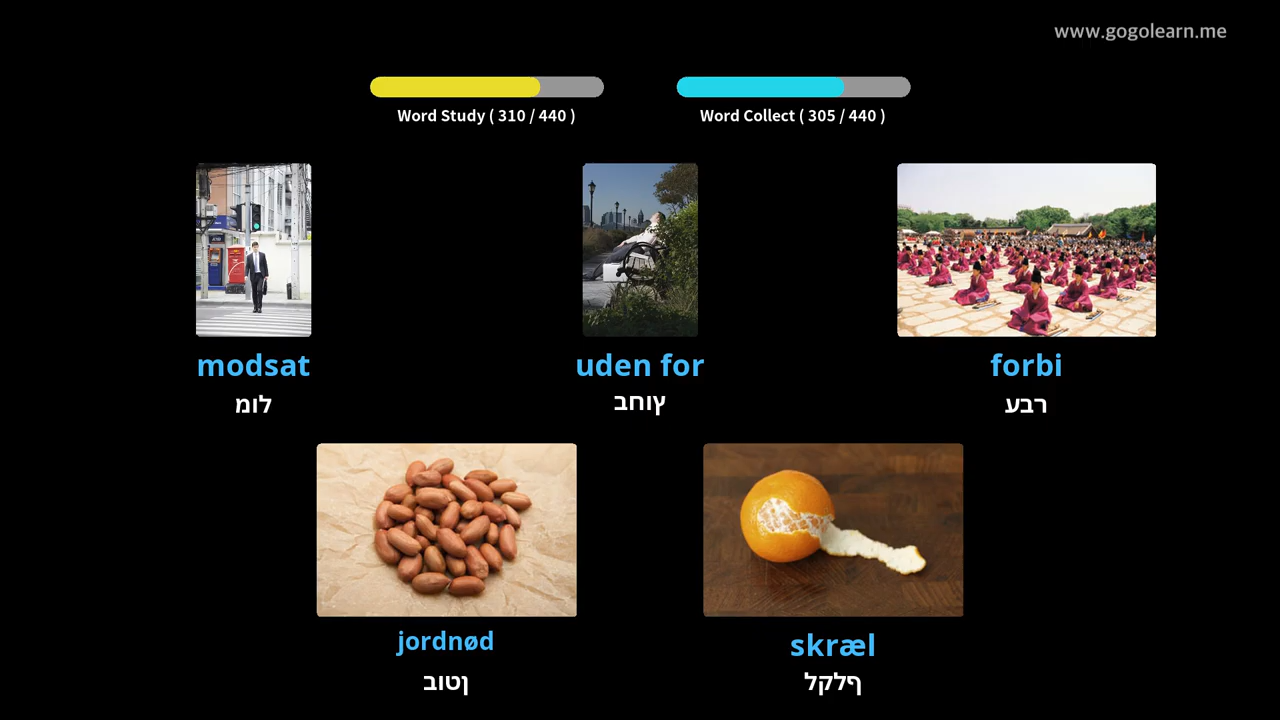 www.gogolearn.me
Word Study ( 310 / 440 )
Word Collect ( 305 / 440 )
modsat
מול
uden for
בחוץ
forbi
עבר
jordnød
בוטן
skræl
לקלף